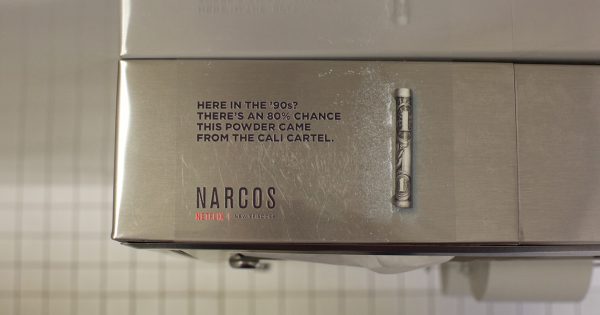 HERE IN THE '90s?
THERE'S AN 80% CHANCE
THIS POWDER CAME
FROM THE CALI CARTEL.
NARCOS
NETFLIX